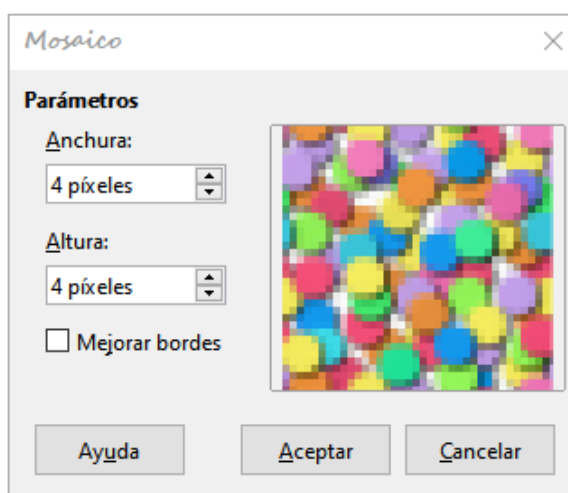 Mosaico
Parámetros
Anchura:
4 píxeles
Altura:
4 píxeles
Mejorar bordes
Ayuda
Aceptar
Cancelar